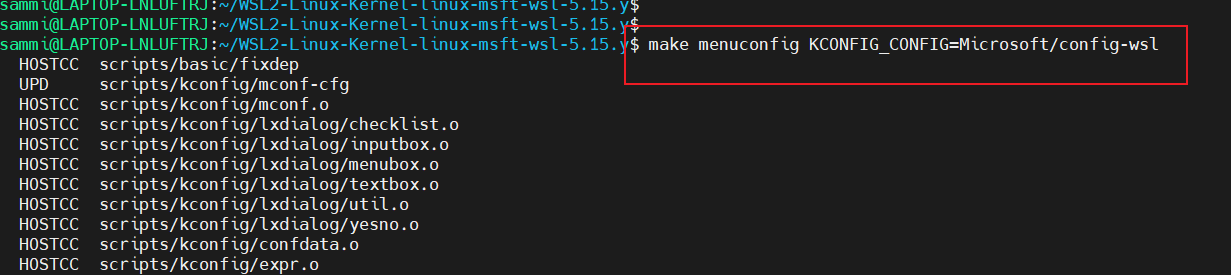 sammi@LAPTOP-LNLUFTRJ:~/WSL2-Linux-Kernel-linux-msft-wsl-5.15.y$
sammi@LAPTOP-LNLUFTRJ:~/WSL2-Linux-Kernel-linux-msft-wsl-5.15.y$
sammi@LAPTOP-LNLUFTRJ:~/WSL2-Linux-Kernel-linux-msft-wsl-5.15.y$ make menuconfig KCONFIG_CONFIG=Microsoft/config-wsl
HOSTCC  scripts/basic/fixdep
UPD     scripts/kconfig/mconf-cfg
HOSTCC  scripts/kconfig/mconf.o
HOSTCC  scripts/kconfig/lxdialog/checklist.o
HOSTCC  scripts/kconfig/lxdialog/inputbox.o
HOSTCC  scripts/kconfig/lxdialog/menubox.o
HOSTCC  scripts/kconfig/lxdialog/textbox.o
HOSTCC  scripts/kconfig/lxdialog/util.o
HOSTCC  scripts/kconfig/lxdialog/yesno.o
HOSTCC  scripts/kconfig/confdata.o
HOSTCC  scripts/kconfig/expr.o